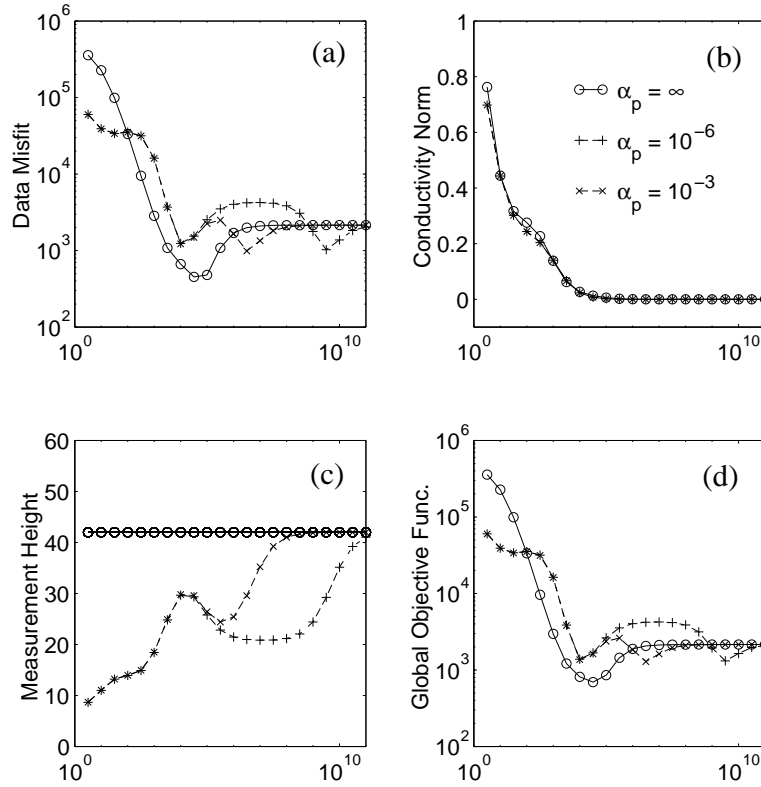 (a)
Data Misfit
10^6
10^5
10^4
10^3
10^2
10^0
10^10
(b)
Conductivity Norm
1
0.8
0.6
0.4
0.2
0
10^0
10^10
α_p = ∞
α_p = 10^−6
α_p = 10^−3
(c)
Measurement Height
60
50
40
30
20
10
0
10^0
10^10
(d)
Global Objective Func.
10^6
10^5
10^4
10^3
10^2
10^0
10^10